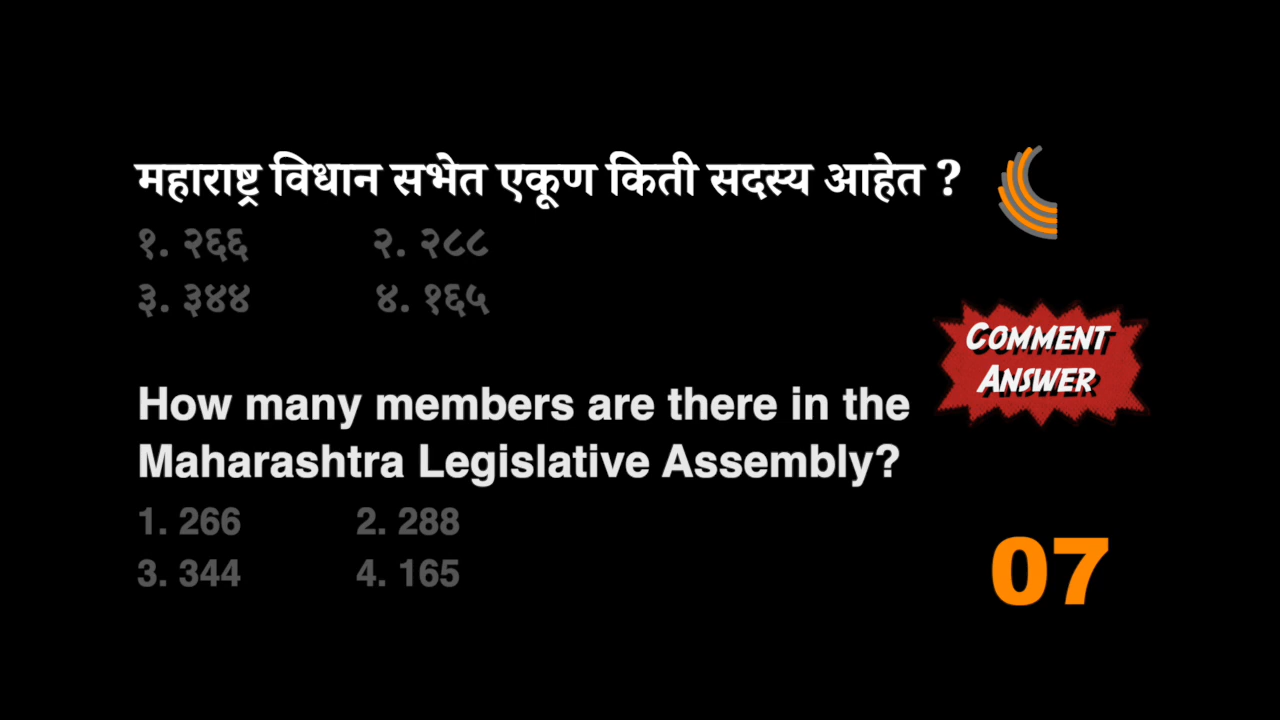 महाराष्ट्र विधान सभेत एकूण किती सदस्य आहेत ?
१. २६६ २. २८८
३. ३४४ ४. १६५
COMMENT
ANSWER
How many members are there in the
Maharashtra Legislative Assembly?
1. 266 2. 288
3. 344 4. 165
07